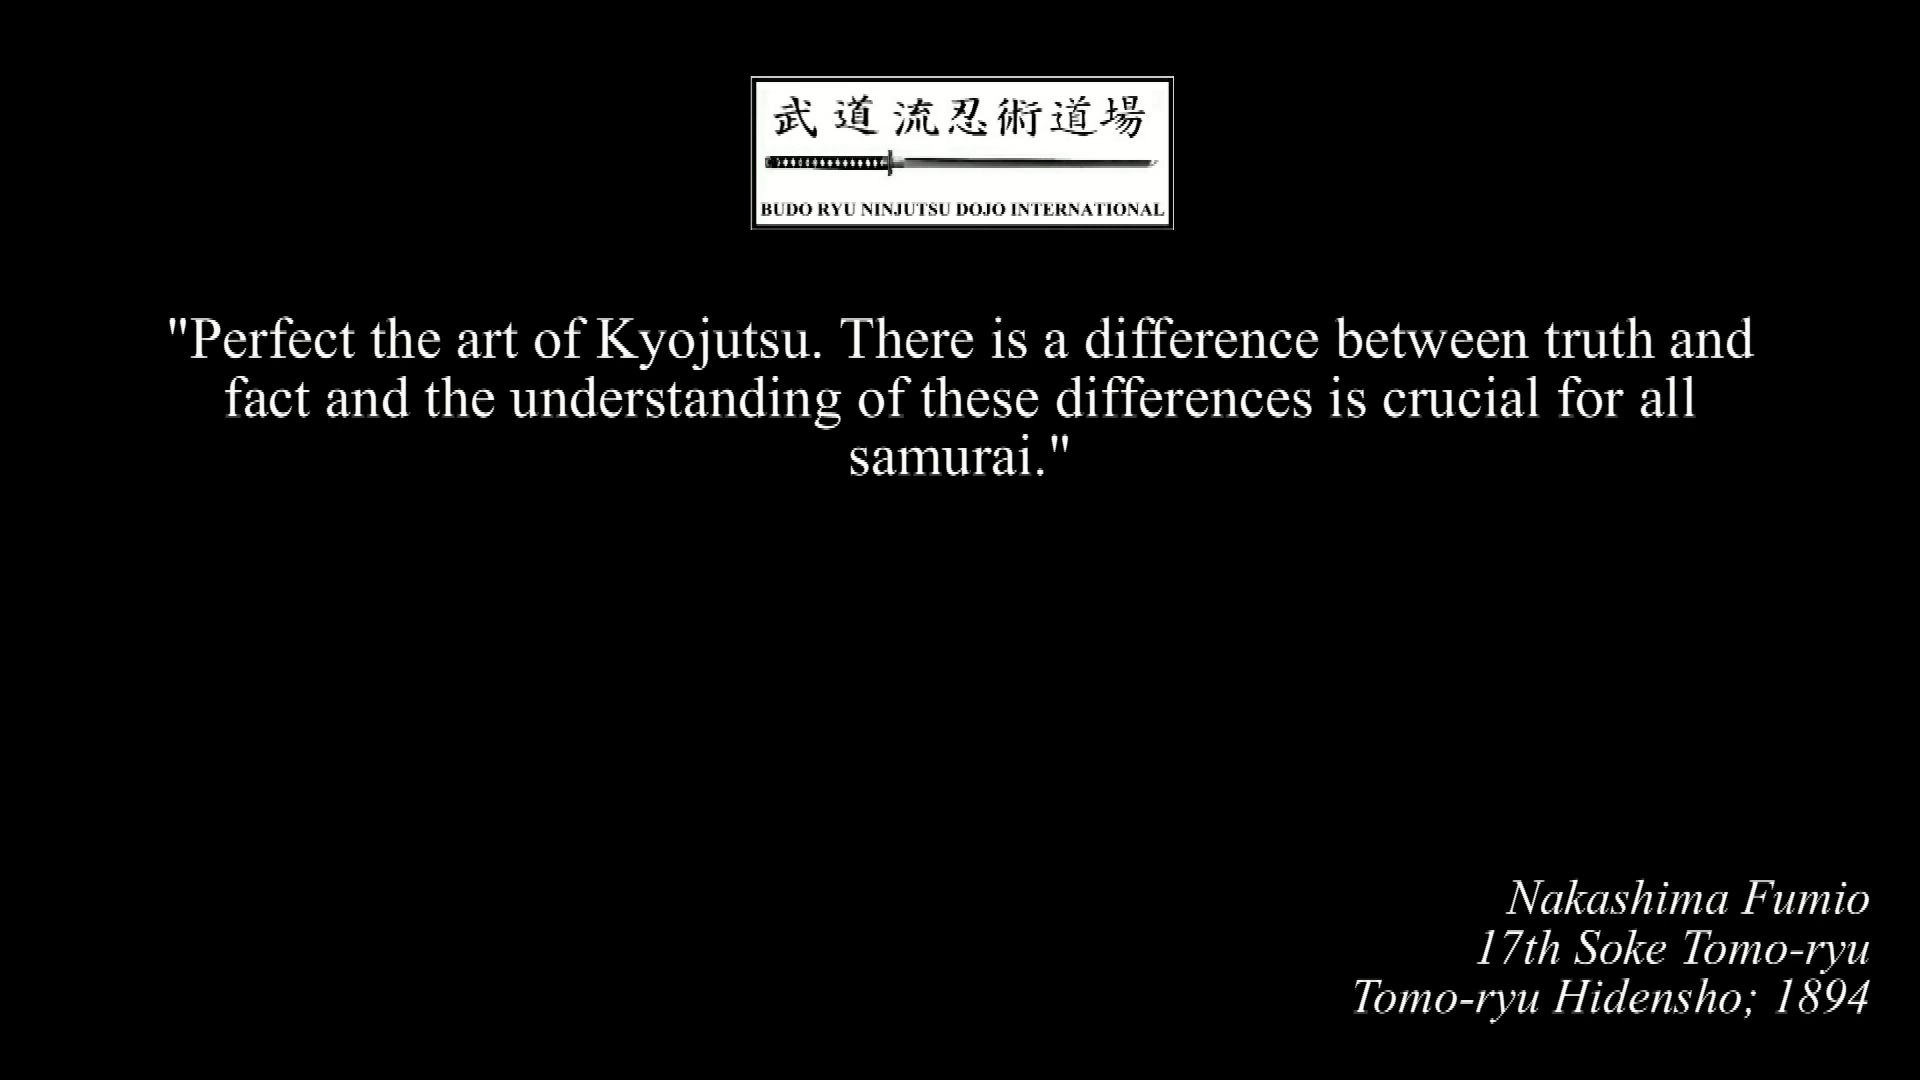 武道流忍術道場
BUDO RYU NINJUTSU DOJO INTERNATIONAL
"Perfect the art of Kyojutsu. There is a difference between truth and
fact and the understanding of these differences is crucial for all
samurai."
Nakashima Fumio
17th Soke Tomo-ryu
Tomo-ryu Hidensho; 1894